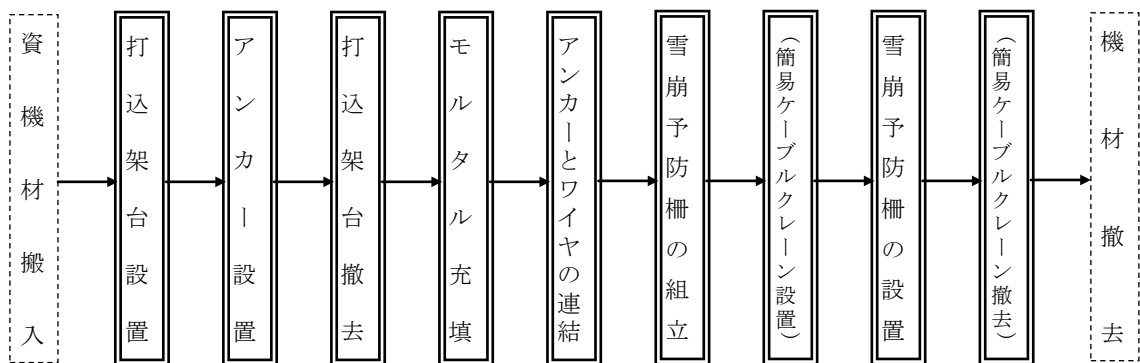 資機材搬入
打込架台設置
アンカー設置
打込架台撤去
モルタル充填
アンカーとワイヤの連結
雪崩予防柵の組立
（簡易ケーブルクレーン設置）
雪崩予防柵の設置
（簡易ケーブルクレーン撤去）
機材撤去